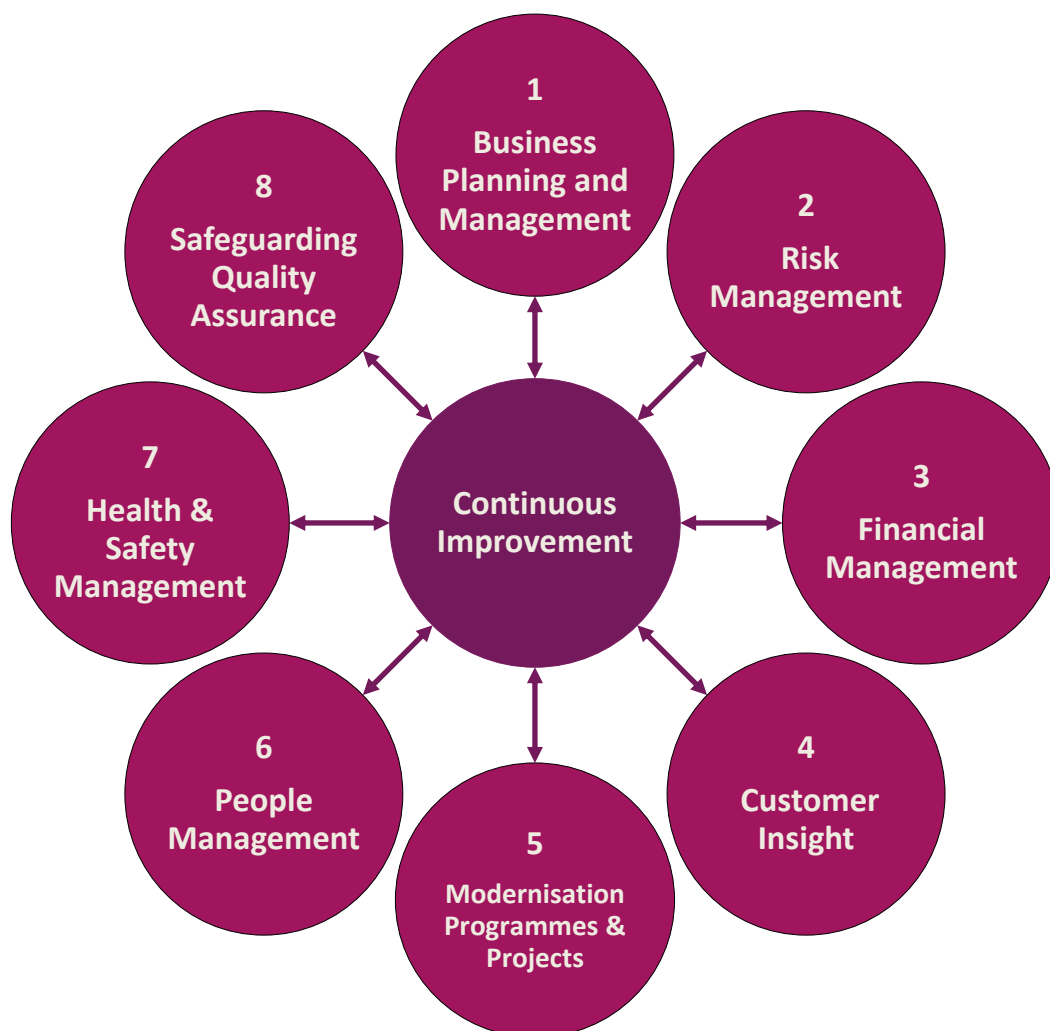 1
Business
Planning and
Management
2
Risk
Management
3
Financial
Management
4
Customer
Insight
5
Modernisation
Programmes &
Projects
6
People
Management
7
Health &
Safety
Management
8
Safeguarding
Quality
Assurance
Continuous
Improvement